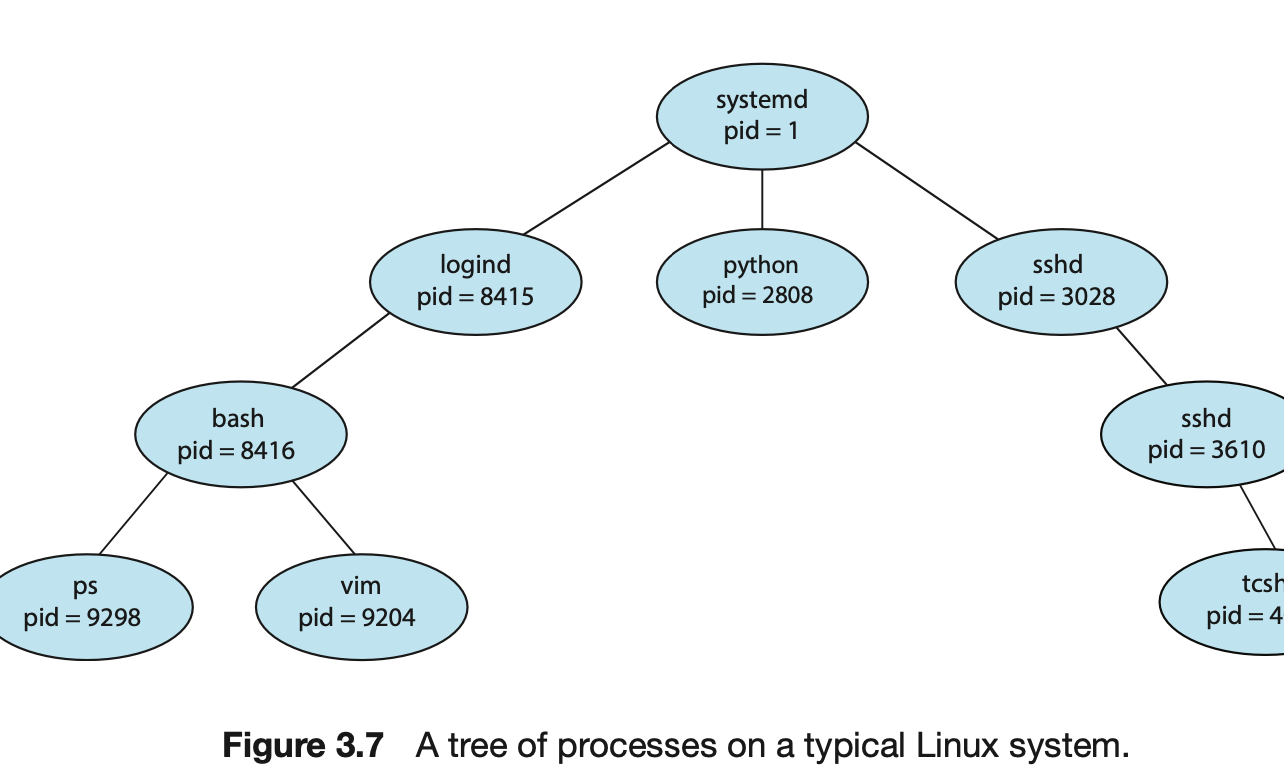 systemd
pid = 1
logind
pid = 8415
python
pid = 2808
sshd
pid = 3028
bash
pid = 8416
sshd
pid = 3610
ps
pid = 9298
vim
pid = 9204
tcsh
pid = 4
Figure 3.7 A tree of processes on a typical Linux system.